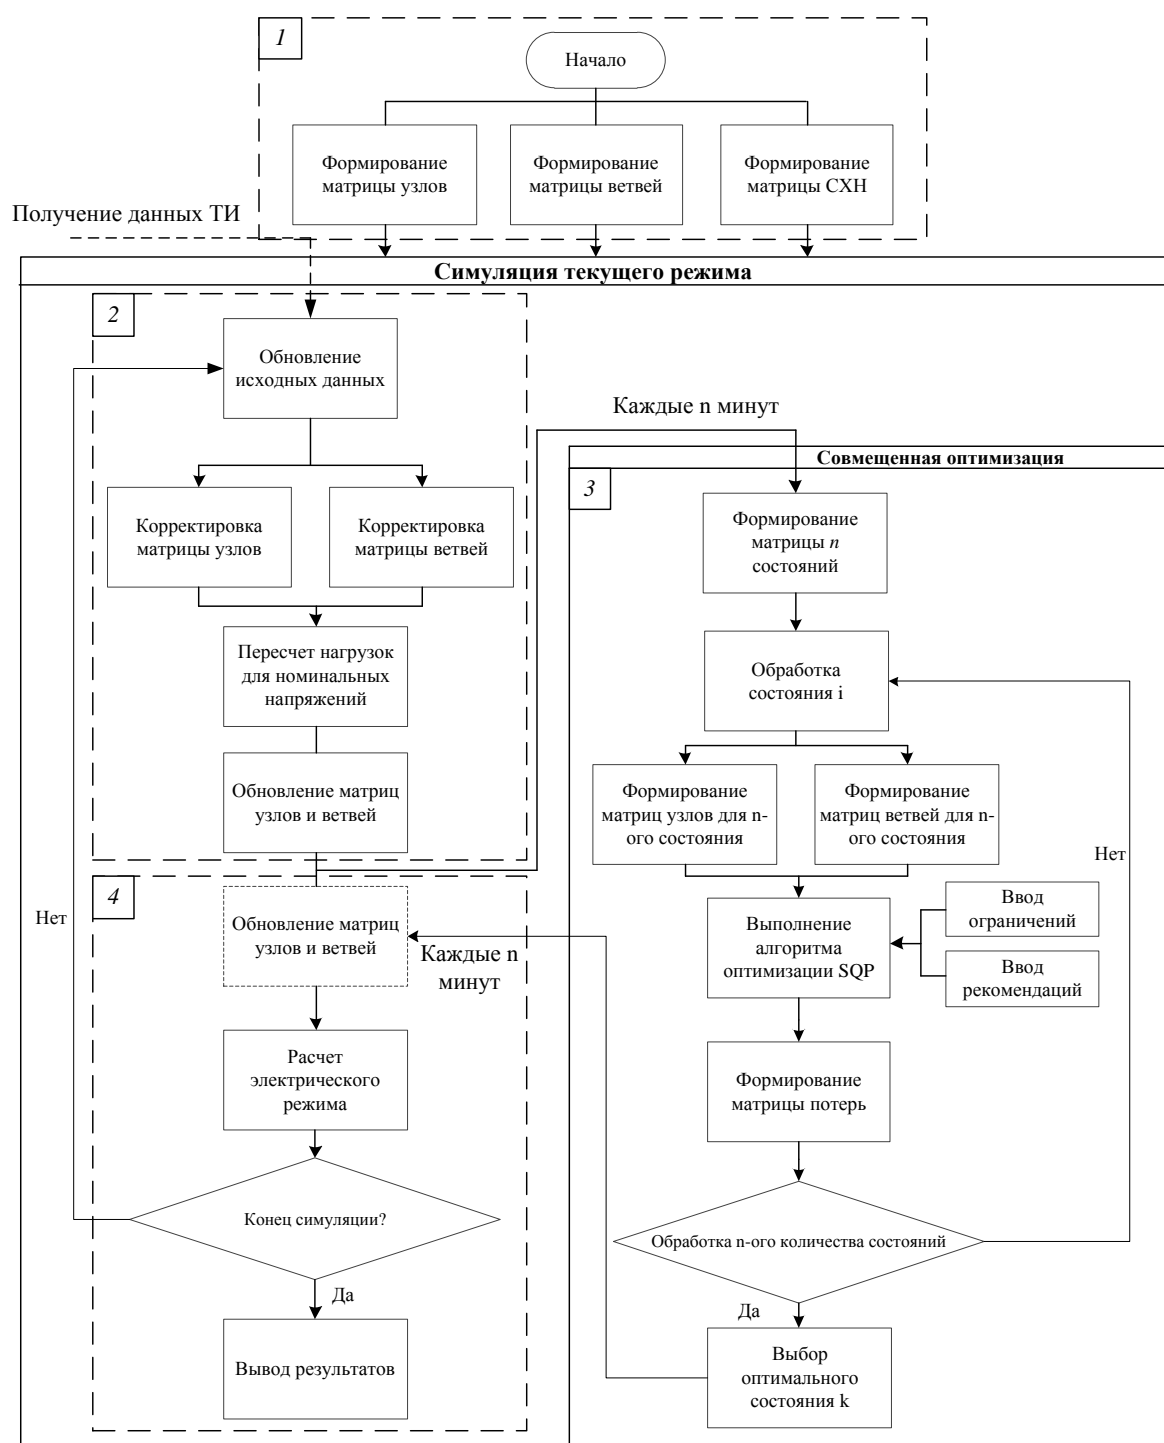 1
Начало
Формирование
матрицы узлов
Формирование
матрицы ветвей
Формирование
матрицы СХН
Получение данных ТИ
Симуляция текущего режима
2
Обновление
исходных данных
Корректировка
матрицы узлов
Корректировка
матрицы ветвей
Пересчет нагрузок
для номинальных
напряжений
Обновление матриц
узлов и ветвей
Каждые n минут
Совмещенная оптимизация
3
Формирование
матрицы n
состояний
Обработка
состояния i
Формирование
матриц узлов для n-
ого состояния
Формирование
матриц ветвей для n-
ого состояния
Нет
Выполнение
алгоритма
оптимизации SQP
Ввод
ограничений
Ввод
рекомендаций
Формирование
матрицы потерь
Обработка n-ого количества состояний
Да
Выбор
оптимального
состояния k
4
Нет
Обновление матриц
узлов и ветвей
Каждые n
минут
Расчет
электрического
режима
Конец симуляции?
Да
Вывод результатов